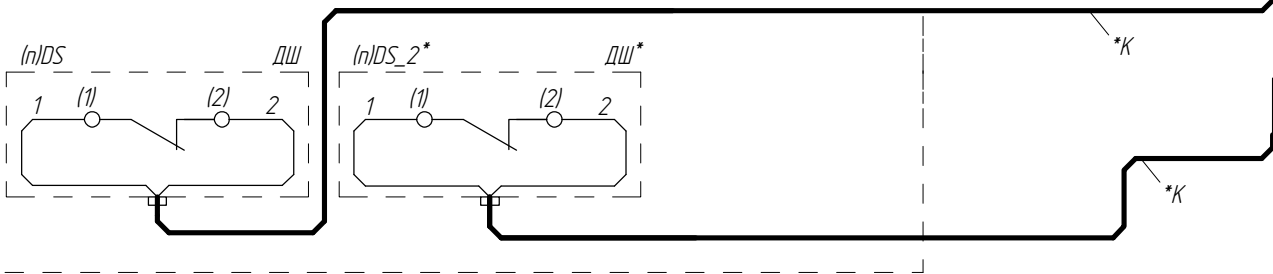 *K
(n)DS ДШ (n)DS_2* ДШ*
1 (1) (2) 2 1 (1) (2) 2
*K